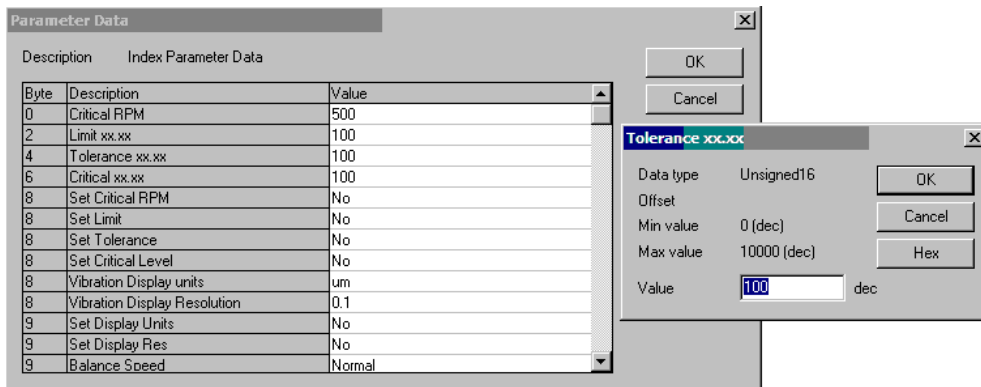 Parameter Data
Description Index Parameter Data
OK
Cancel
Byte Description Value
0 Critical RPM 500
2 Limit xx.xx 100
4 Tolerance xx.xx 100
6 Critical xx.xx 100
8 Set Critical RPM No
8 Set Limit No
8 Set Tolerance No
8 Set Critical Level No
8 Vibration Display units um
8 Vibration Display Resolution 0.1
9 Set Display Units No
9 Set Display Res No
9 Balance Speed Normal
Tolerance xx.xx
Data type Unsigned16
Offset
Min value 0 (dec)
Max value 10000 (dec)
Value 100 dec
OK
Cancel
Hex